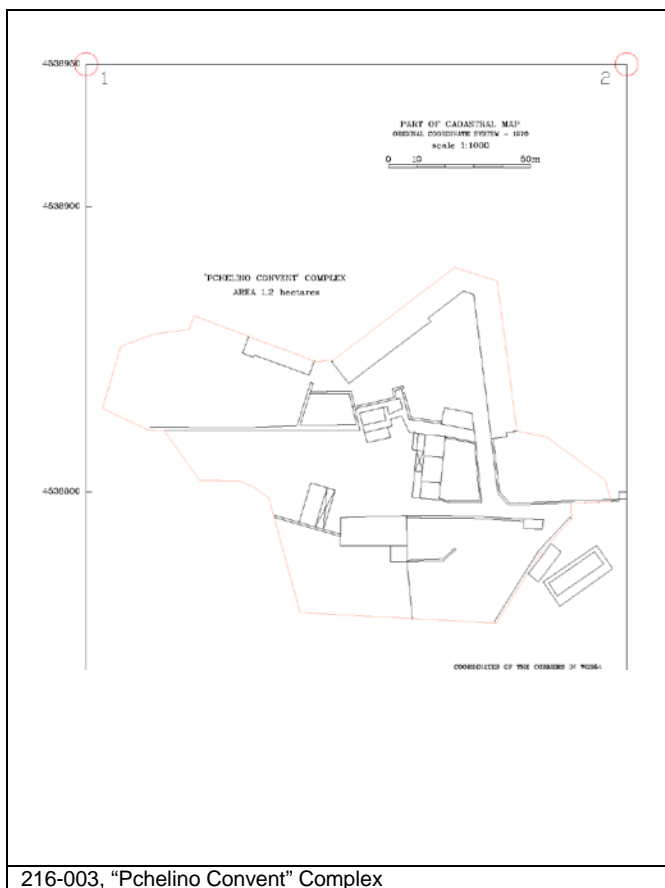 4538950
1
2
PART OF CADASTRAL MAP
ORIGINAL COORDINATE SYSTEM - 1970
scale 1:1000
0 10 50m
4538900
"PCHELINO CONVENT" COMPLEX
AREA 1.2 hectares
4538800
COORDINATES OF THE CORNERS IN WGS84
216-003, “Pchelino Convent” Complex